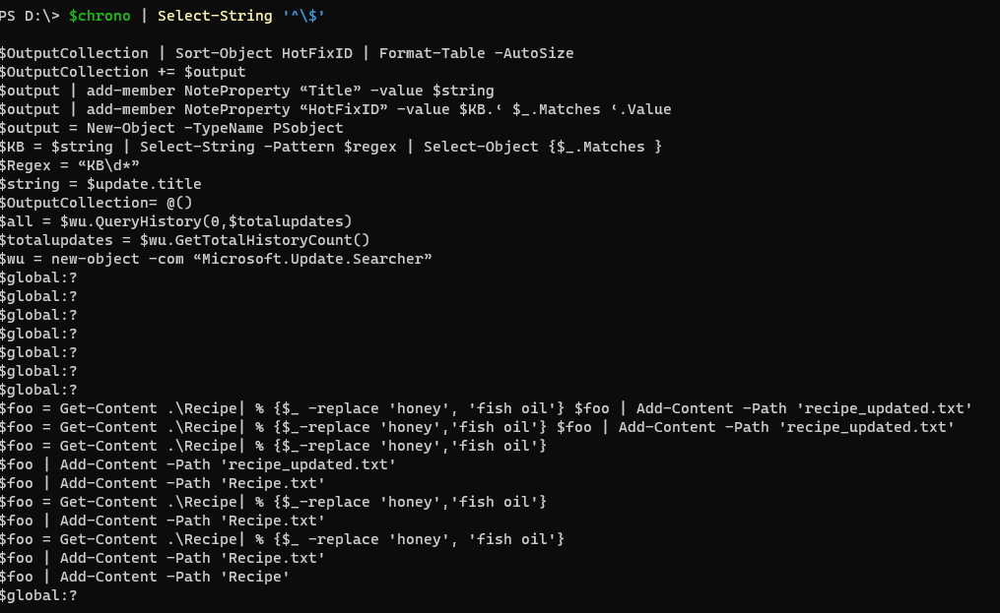 PS D:\> $chrono | Select-String '^\$'
$OutputCollection | Sort-Object HotFixID | Format-Table -AutoSize
$OutputCollection += $output
$output | add-member NoteProperty “Title” -value $string
$output | add-member NoteProperty “HotFixID” -value $KB.‘ $_.Matches ‘.Value
$output = New-Object -TypeName PSobject
$KB = $string | Select-String -Pattern $regex | Select-Object {$_.Matches }
$Regex = “KB\d*”
$string = $update.title
$OutputCollection= @()
$all = $wu.QueryHistory(0,$totalupdates)
$totalupdates = $wu.GetTotalHistoryCount()
$wu = new-object -com “Microsoft.Update.Searcher”
$global:?
$global:?
$global:?
$global:?
$global:?
$global:?
$global:?
$foo = Get-Content .\Recipe| % {$_ -replace 'honey', 'fish oil'} $foo | Add-Content -Path 'recipe_updated.txt'
$foo = Get-Content .\Recipe| % {$_-replace 'honey','fish oil'} $foo | Add-Content -Path 'recipe_updated.txt'
$foo = Get-Content .\Recipe| % {$_-replace 'honey','fish oil'}
$foo | Add-Content -Path 'recipe_updated.txt'
$foo | Add-Content -Path 'Recipe.txt'
$foo = Get-Content .\Recipe| % {$_-replace 'honey','fish oil'}
$foo | Add-Content -Path 'Recipe.txt'
$foo = Get-Content .\Recipe| % {$_ -replace 'honey', 'fish oil'}
$foo | Add-Content -Path 'Recipe.txt'
$foo | Add-Content -Path 'Recipe'
$global:?